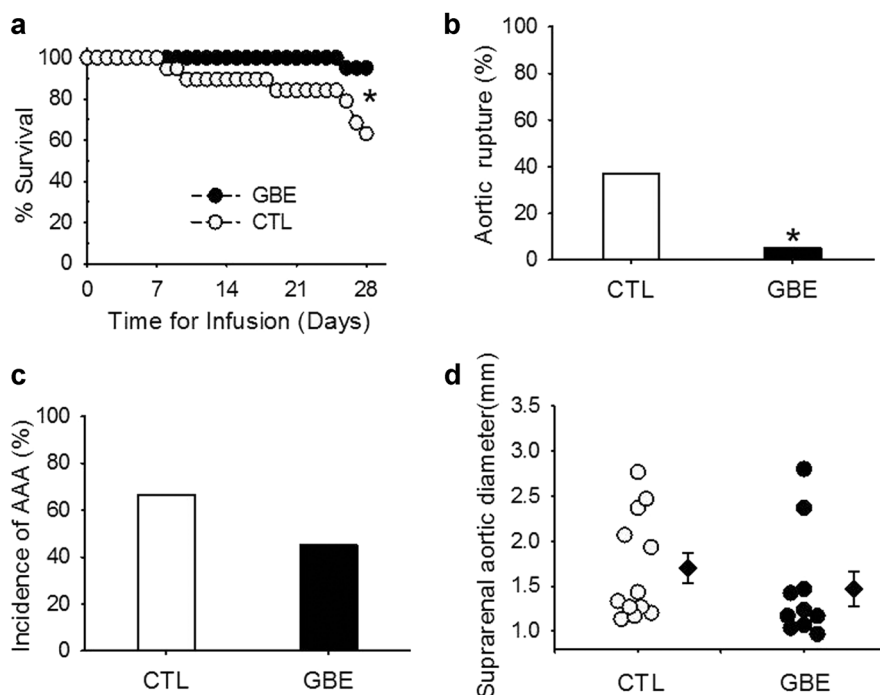 a
100
80
60
40
20
0
% Survival
*
GBE
CTL
0 7 14 21 28
Time for Infusion (Days)
b
100
80
60
40
20
0
Aortic rupture (%)
*
CTL GBE
c
100
80
60
40
20
0
Incidence of AAA (%)
CTL GBE
d
3.5
3.0
2.5
2.0
1.5
1.0
Suprarenal aortic diameter(mm)
CTL GBE